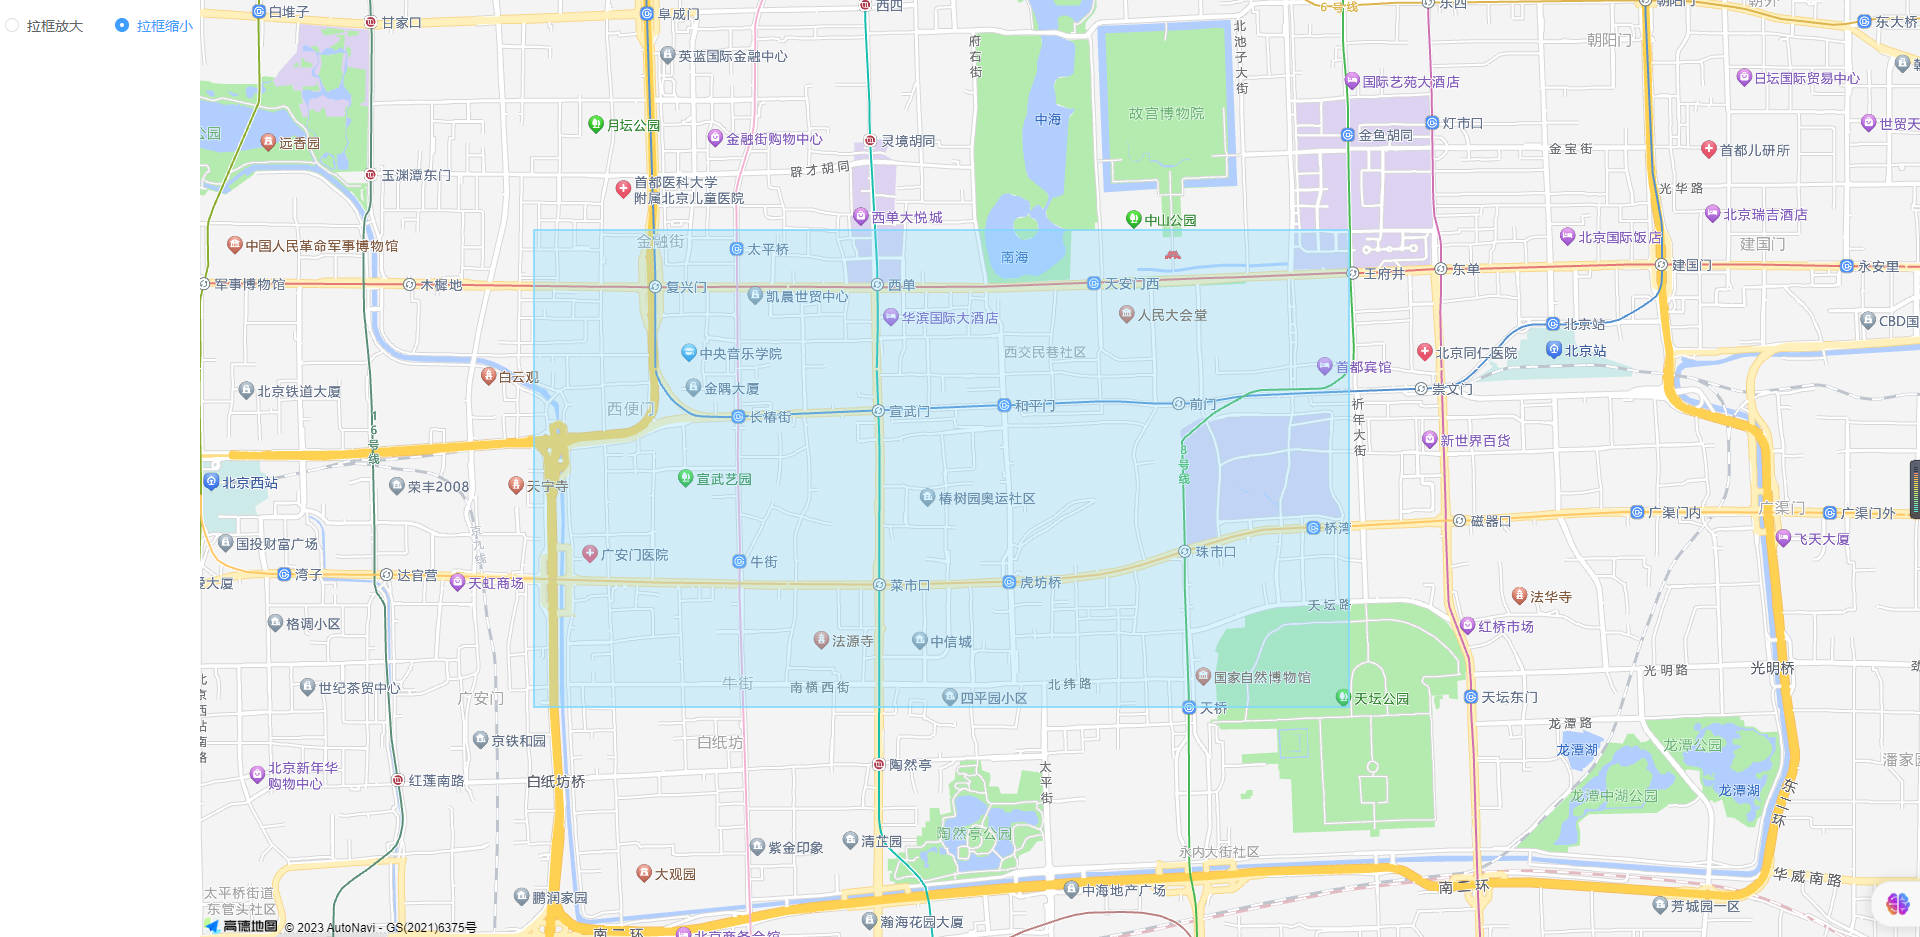 拉框放大
拉框缩小
白堆子
甘家口
阜成门
西四
6号线
东西
朝阳门
朝外
东大桥
英蓝国际金融中心
府右街
北池子大街
朝阳门
国际艺苑大酒店
日坛国际贸易中心
公园
远香园
月坛公园
金融街购物中心
灵境胡同
中海
故宫博物院
金鱼胡同
灯市口
世贸天
金宝街
首都儿研所
玉渊潭东门
辟才胡同
首都医科大学
附属北京儿童医院
光华路
西单大悦城
中山公园
北京瑞吉酒店
中国人民革命军事博物馆
金融街
太平桥
南海
北京国际饭店
建国门
军事博物馆
木樨地
复兴门
凯晨世贸中心
西单
天安门西
王府井
东单
建国门
永安里
华滨国际大酒店
人民大会堂
北京站
CBD国
中央音乐学院
西交民巷社区
首都宾馆
北京同仁医院
北京站
白云观
北京铁道大厦
金隅大厦
西便门
长椿街
宣武门
和平门
前门
崇文门
16号线
祈年大街
新世界百货
8号线
北京西站
荣丰2008
天宁寺
宣武艺园
椿树园奥运社区
广渠门
京九线
国投财富广场
广安门医院
牛街
珠市口
桥湾
磁器口
广渠门内
广渠门外
飞天大厦
湾子
达官营
天虹商场
菜市口
虎坊桥
大厦
格调小区
法源寺
中信城
天坛路
法华寺
红桥市场
北京西站南路
世纪茶贸中心
广安门
牛街
南横西街
四平园小区
北纬路
国家自然博物馆
天桥
天坛公园
天坛东门
光明路
光明桥
京铁和园
白纸坊
龙潭路
龙潭湖
龙潭公园
潘家园
北京新年华
购物中心
红莲南路
白纸坊桥
陶然亭
太平街
龙潭中湖公园
龙潭湖
东二环
紫金印象
清芷园
陶然亭公园
永内大街社区
大观园
太平桥街道
东管头社区
鹏润家园
中海地产广场
南二环
华威南路
瀚海花园大厦
芳城园一区
南二环
北京商务会馆
高德地图
© 2023 AutoNavi - GS(2021)6375号